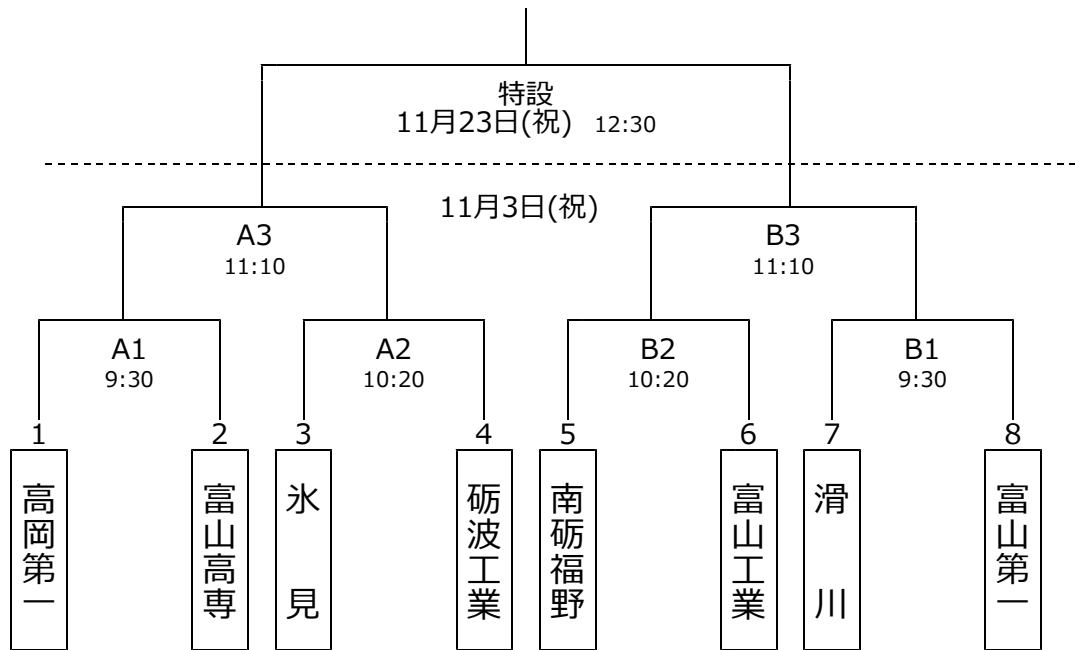 特設
11月23日(祝) 12:30
11月3日(祝)
A3
11:10
B3
11:10
A1
9:30
A2
10:20
B2
10:20
B1
9:30
1
2
3
4
5
6
7
8
高岡第一
富山高専
氷見
砺波工業
南砺福野
富山工業
滑川
富山第一